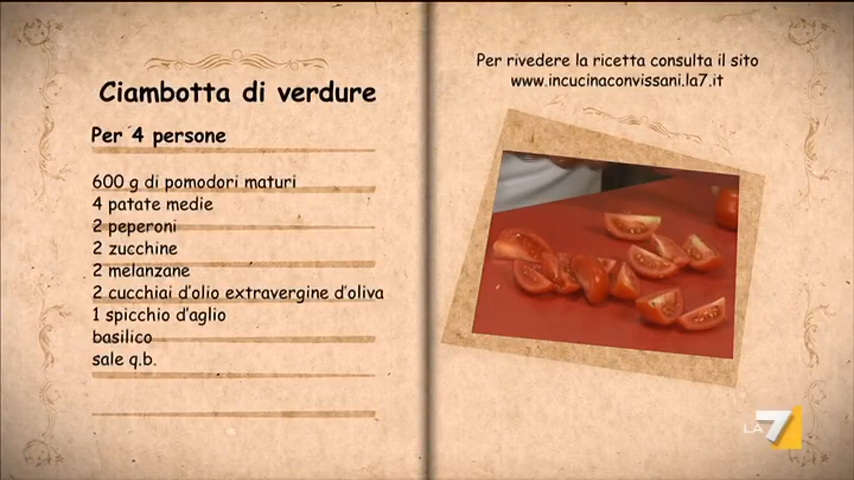 Ciambotta di verdure
Per 4 persone
600 g di pomodori maturi
4 patate medie
2 peperoni
2 zucchine
2 melanzane
2 cucchiai d'olio extravergine d'oliva
1 spicchio d'aglio
basilico
sale q.b.
Per rivedere la ricetta consulta il sito
www.incucinaconvissani.la7.it
LA7